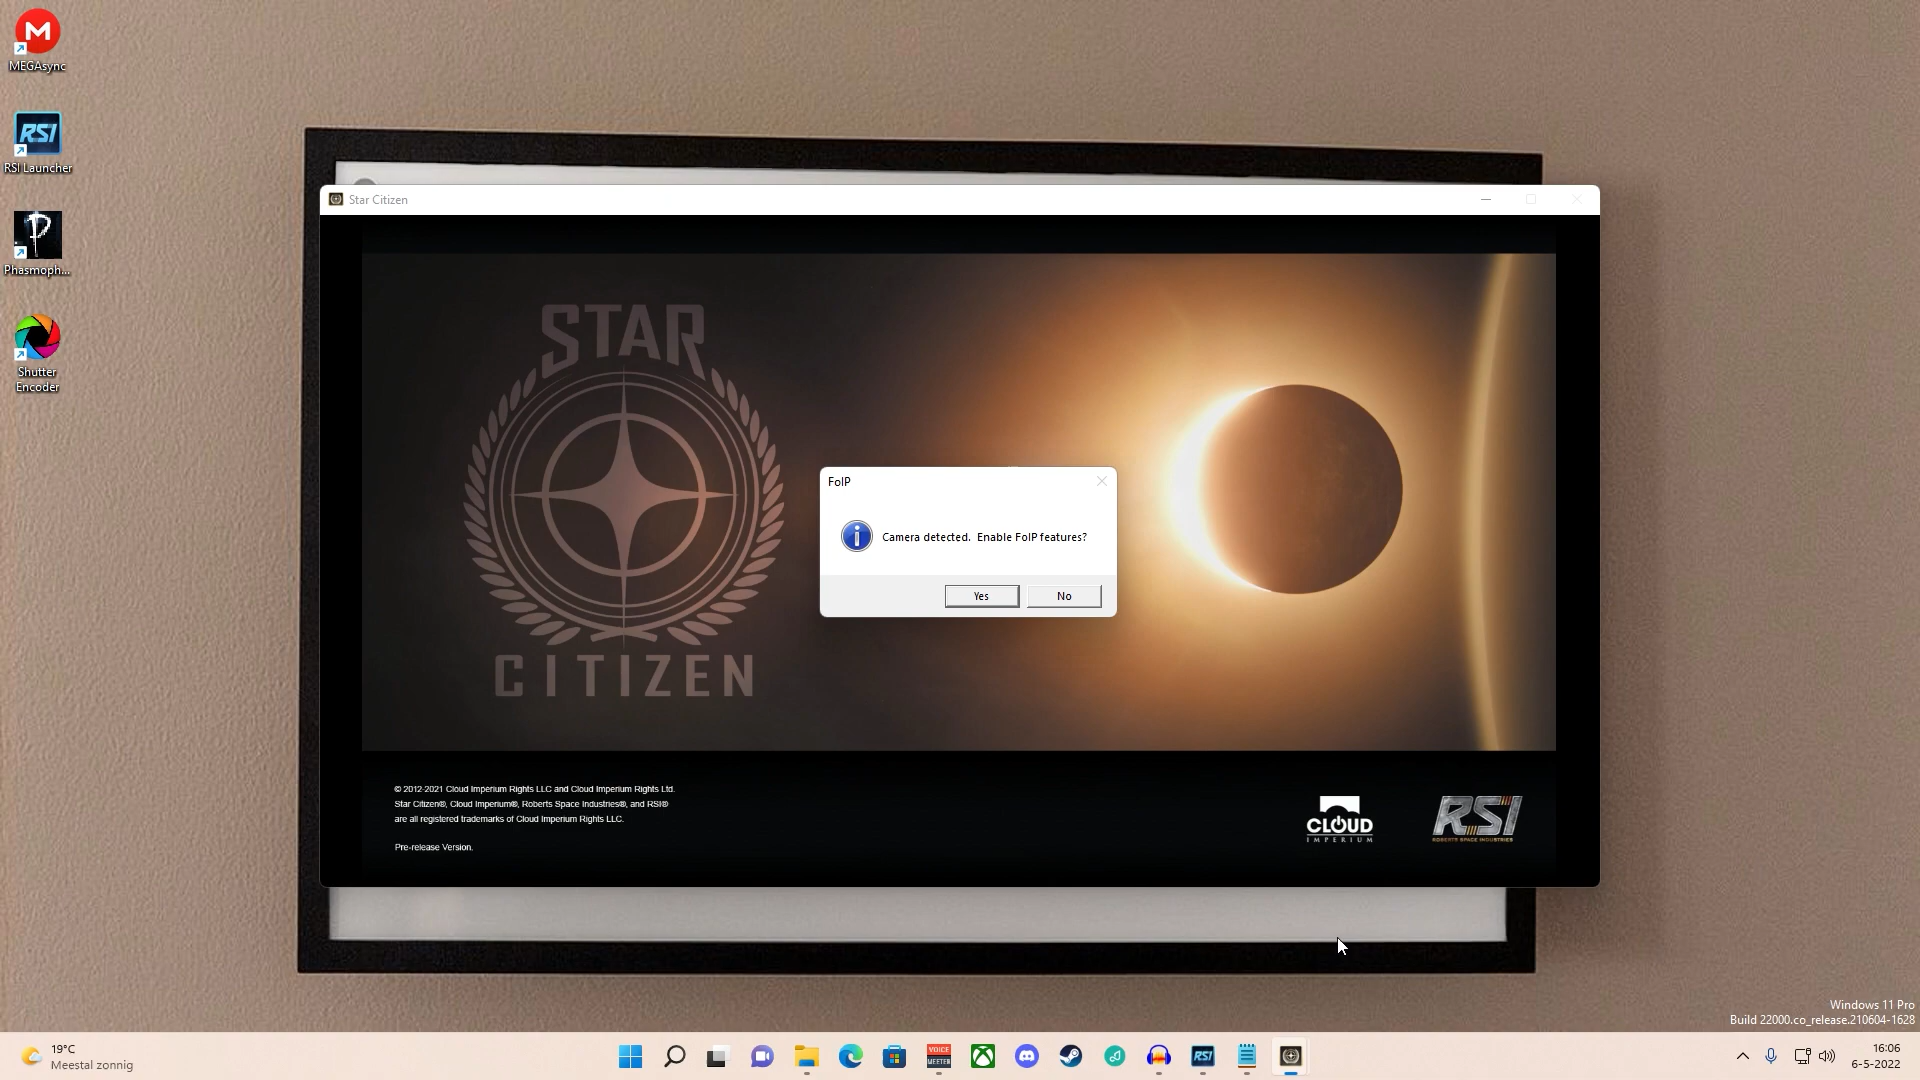 MEGAsync
RSI
RSI Launcher
Phasmoph...
Shutter
Encoder
Star Citizen
STAR
CITIZEN
FoIP
Camera detected.  Enable FoIP features?
Yes
No
© 2012-2021 Cloud Imperium Rights LLC and Cloud Imperium Rights Ltd.
Star Citizen®, Cloud Imperium®, Roberts Space Industries®, and RSI®
are all registered trademarks of Cloud Imperium Rights LLC.
Pre-release Version.
CLOUD
IMPERIUM
RSI
ROBERTS SPACE INDUSTRIES
Windows 11 Pro
Build 22000.co_release.210604-1628
19°C
Meestal zonnig
VOICE
MEETER
RSI
16:06
6-5-2022